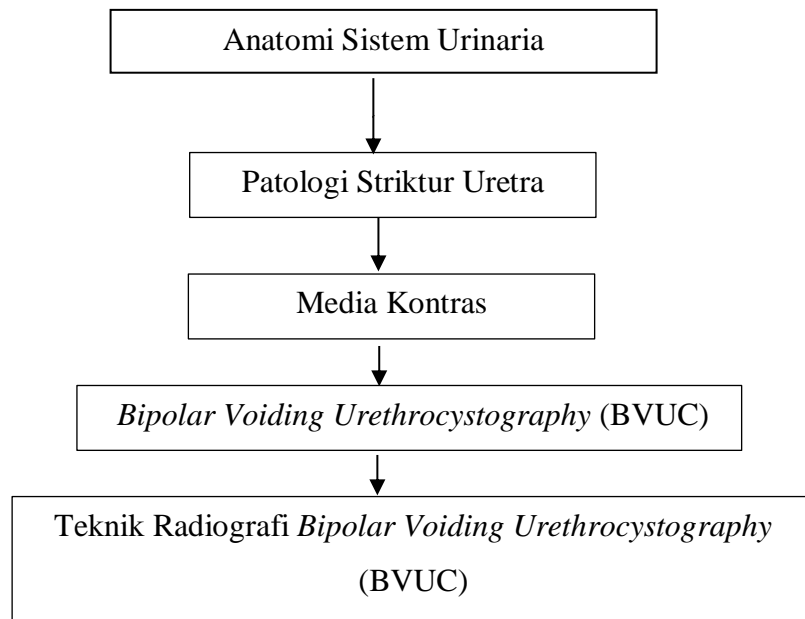 Anatomi Sistem Urinaria
Patologi Striktur Uretra
Media Kontras
Bipolar Voiding Urethrocystography (BVUC)
Teknik Radiografi Bipolar Voiding Urethrocystography
(BVUC)